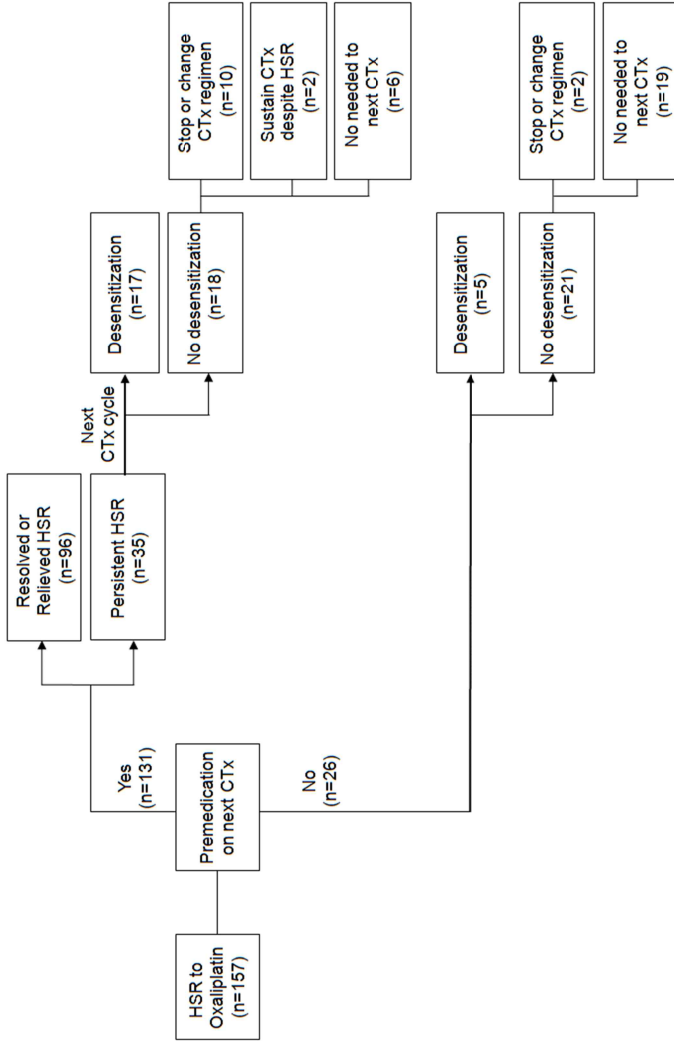 HSR to
Oxaliplatin
(n=157)
Premedication
on next CTx
Yes
(n=131)
No
(n=26)
Resolved or
Relieved HSR
(n=96)
Persistent HSR
(n=35)
Next
CTx cycle
Desensitization
(n=17)
No desensitization
(n=18)
Stop or change
CTx regimen
(n=10)
Sustain CTx
despite HSR
(n=2)
No needed to
next CTx
(n=6)
Desensitization
(n=5)
No desensitization
(n=21)
Stop or change
CTx regimen
(n=2)
No needed to
next CTx
(n=19)